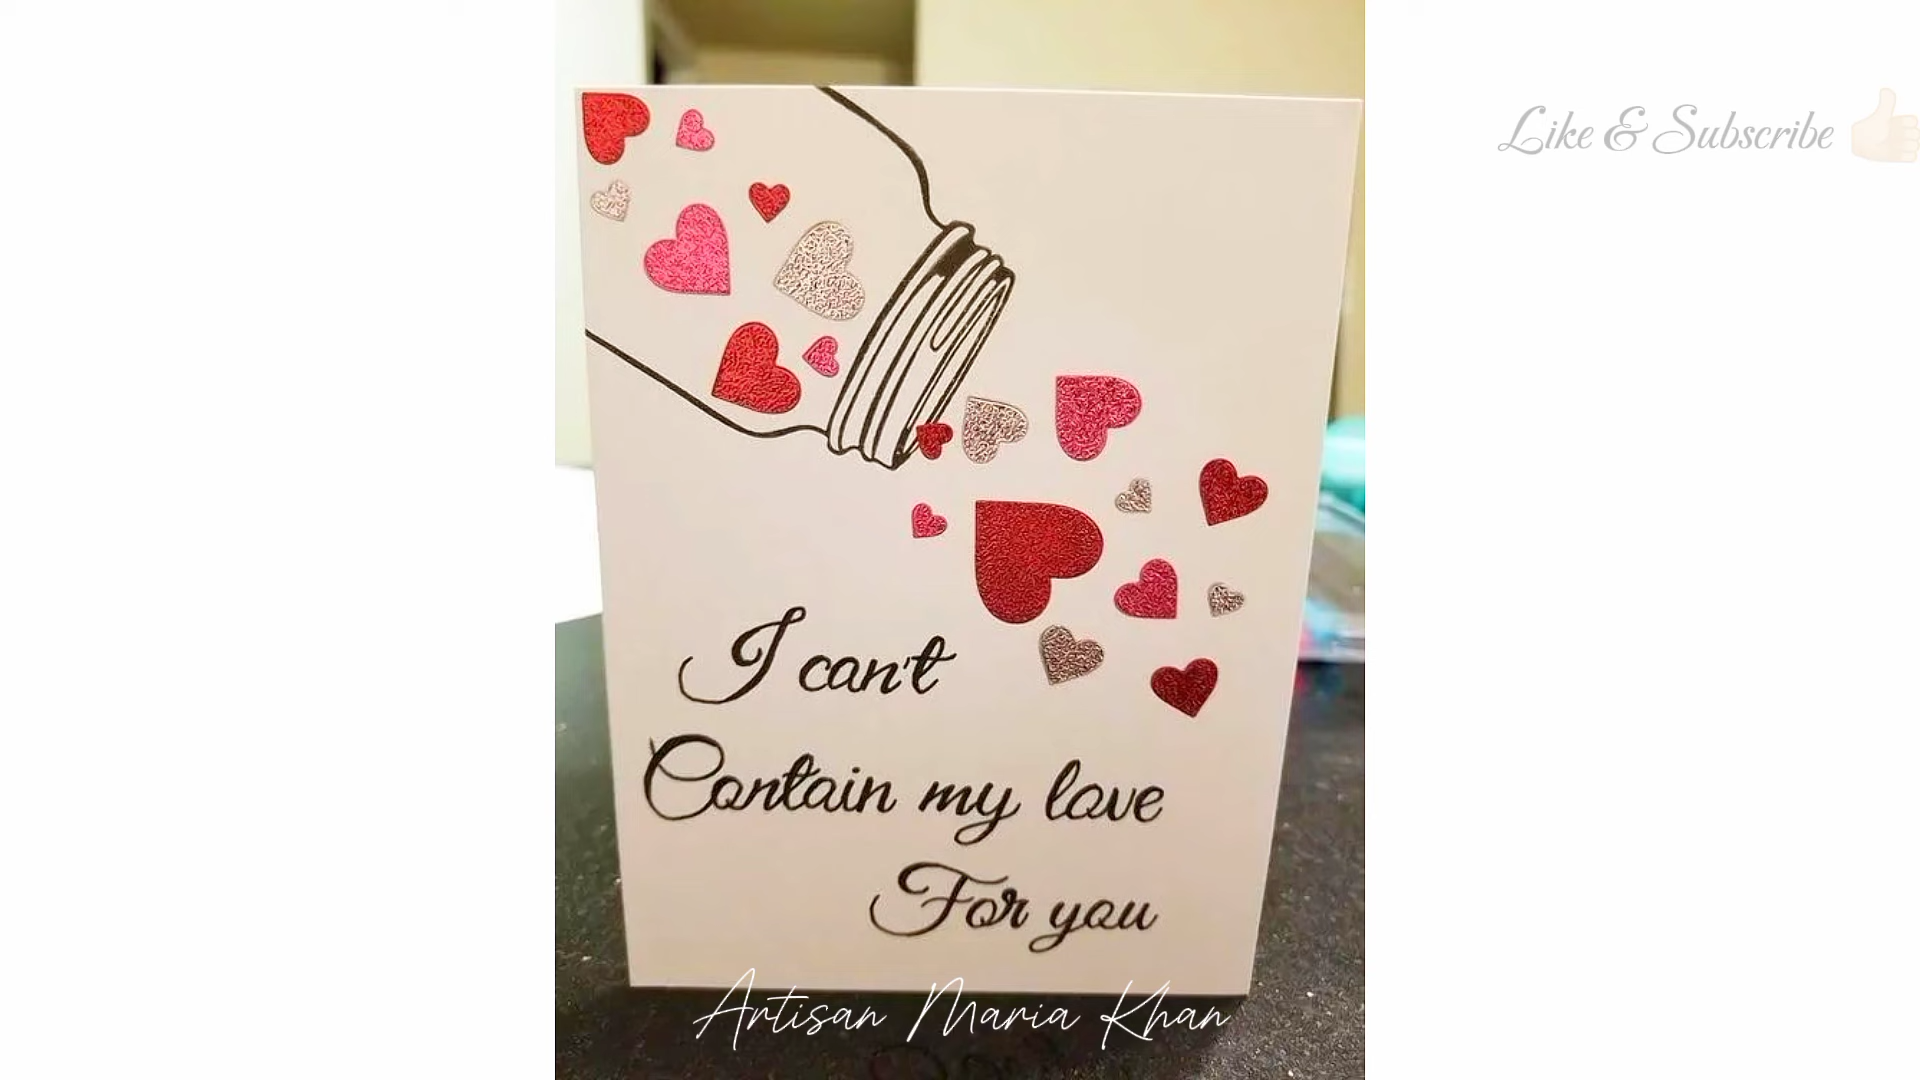 Like & Subscribe
I can't
Contain my love
For you
Artisan Maria Khan